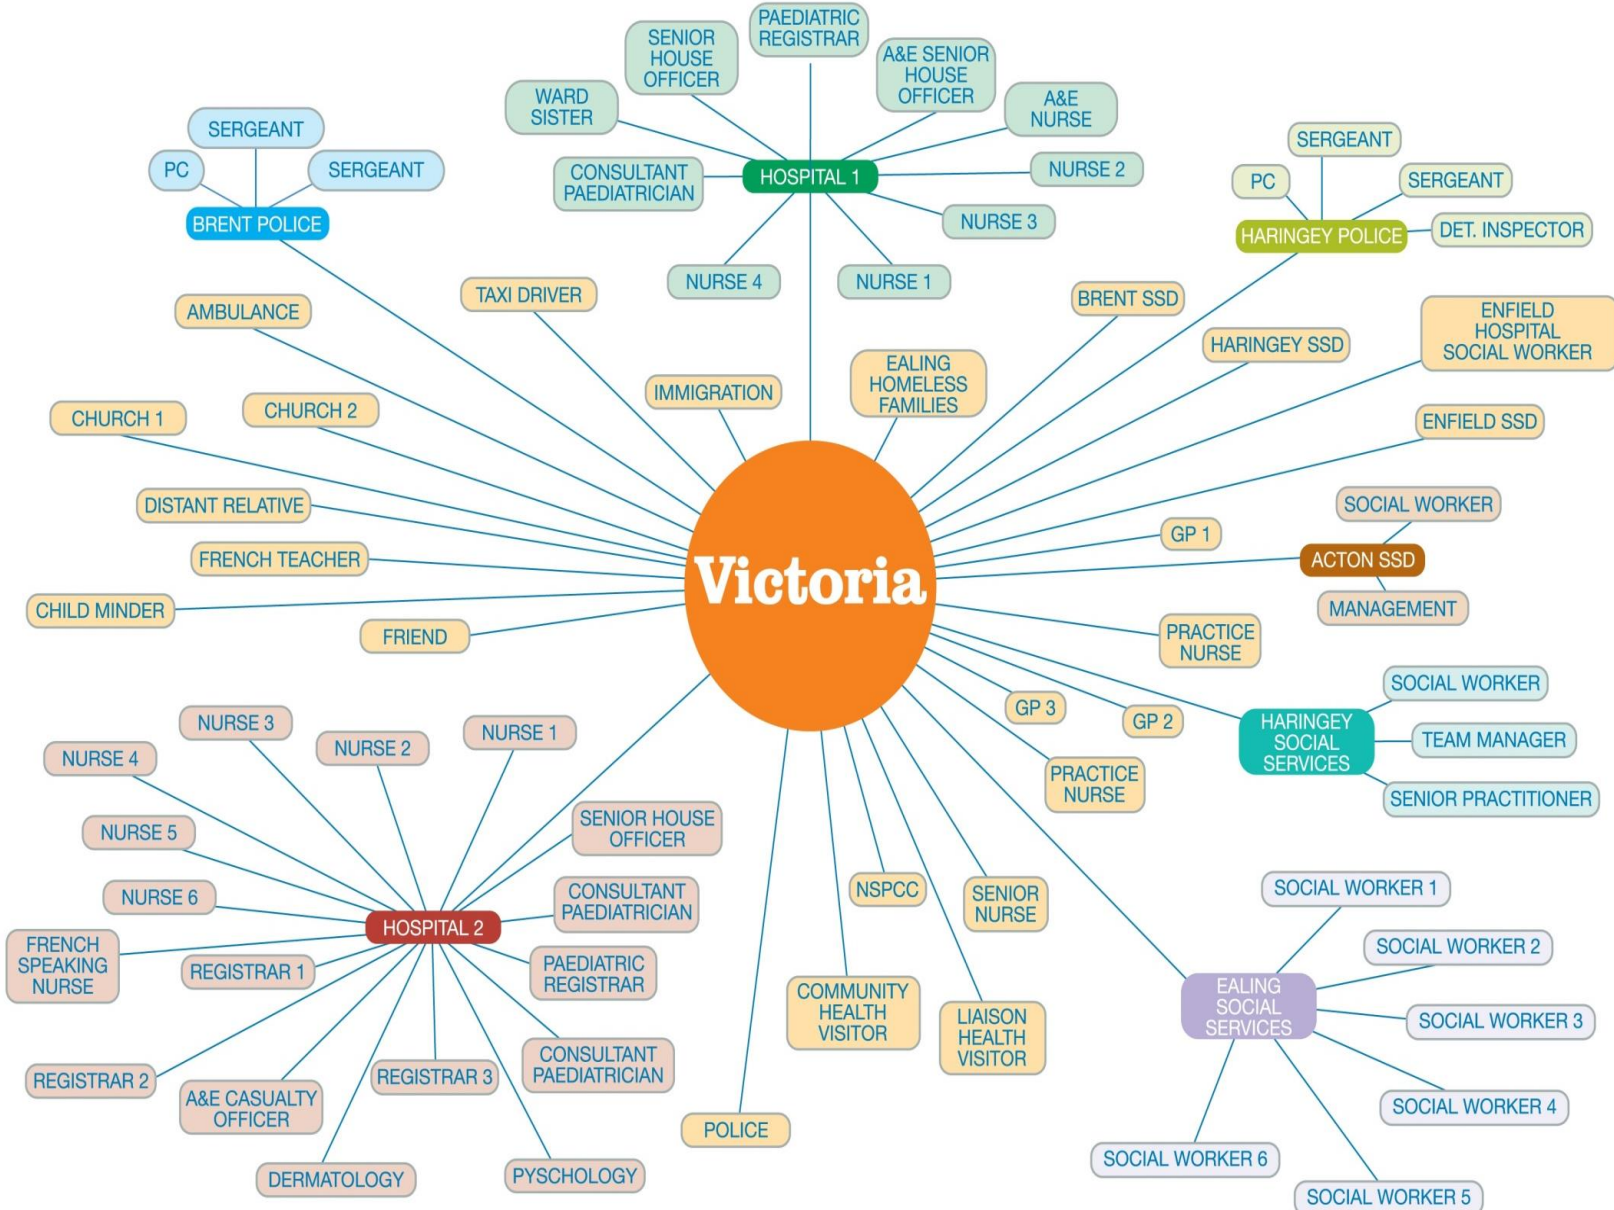 PAEDIATRIC
REGISTRAR
SENIOR
HOUSE
OFFICER
A&E SENIOR
HOUSE
OFFICER
WARD
SISTER
A&E
NURSE
CONSULTANT
PAEDIATRICIAN
HOSPITAL 1
NURSE 2
NURSE 3
NURSE 4
NURSE 1
SERGEANT
PC
SERGEANT
BRENT POLICE
SERGEANT
PC
SERGEANT
HARINGEY POLICE
DET. INSPECTOR
TAXI DRIVER
AMBULANCE
IMMIGRATION
EALING
HOMELESS
FAMILIES
BRENT SSD
HARINGEY SSD
ENFIELD
HOSPITAL
SOCIAL WORKER
CHURCH 1
CHURCH 2
ENFIELD SSD
DISTANT RELATIVE
FRENCH TEACHER
CHILD MINDER
FRIEND
Victoria
GP 1
SOCIAL WORKER
ACTON SSD
MANAGEMENT
PRACTICE
NURSE
GP 3
GP 2
PRACTICE
NURSE
HARINGEY
SOCIAL
SERVICES
SOCIAL WORKER
TEAM MANAGER
SENIOR PRACTITIONER
NURSE 3
NURSE 2
NURSE 1
NURSE 4
NURSE 5
NURSE 6
SENIOR HOUSE
OFFICER
CONSULTANT
PAEDIATRICIAN
HOSPITAL 2
FRENCH
SPEAKING
NURSE
REGISTRAR 1
PAEDIATRIC
REGISTRAR
REGISTRAR 2
A&E CASUALTY
OFFICER
REGISTRAR 3
CONSULTANT
PAEDIATRICIAN
DERMATOLOGY
PYSCHOLOGY
NSPCC
SENIOR
NURSE
COMMUNITY
HEALTH
VISITOR
LIAISON
HEALTH
VISITOR
POLICE
EALING
SOCIAL
SERVICES
SOCIAL WORKER 1
SOCIAL WORKER 2
SOCIAL WORKER 3
SOCIAL WORKER 4
SOCIAL WORKER 6
SOCIAL WORKER 5